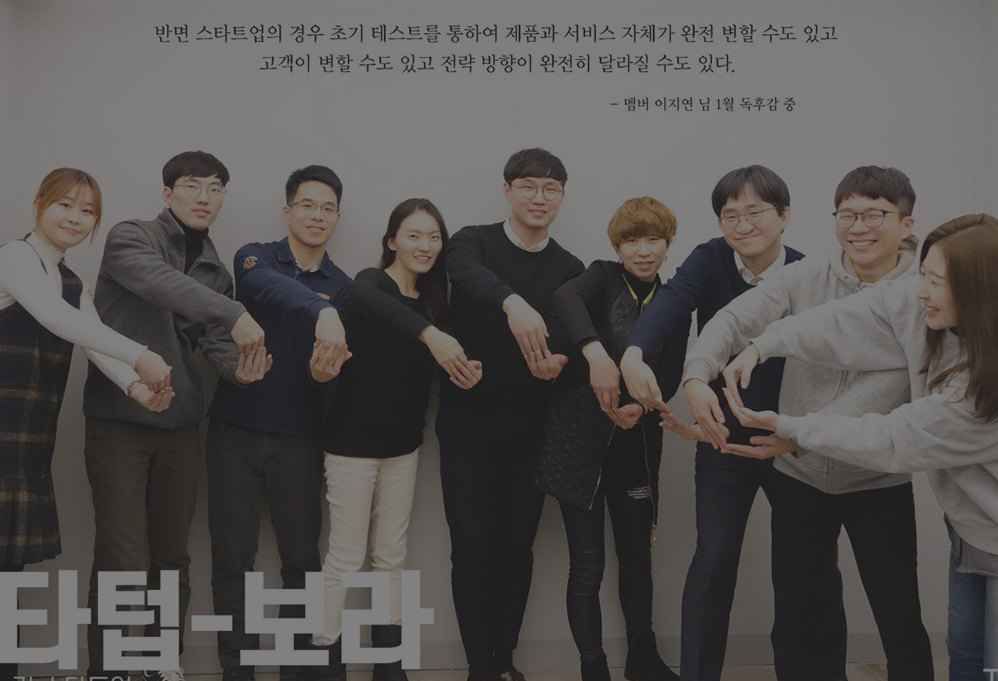 반면 스타트업의 경우 초기 테스트를 통하여 제품과 서비스 자체가 완전 변할 수도 있고
고객이 변할 수도 있고 전략 방향이 완전히 달라질 수도 있다.
- 멤버 이지연 님 1월 독후감 중
타텁-보라